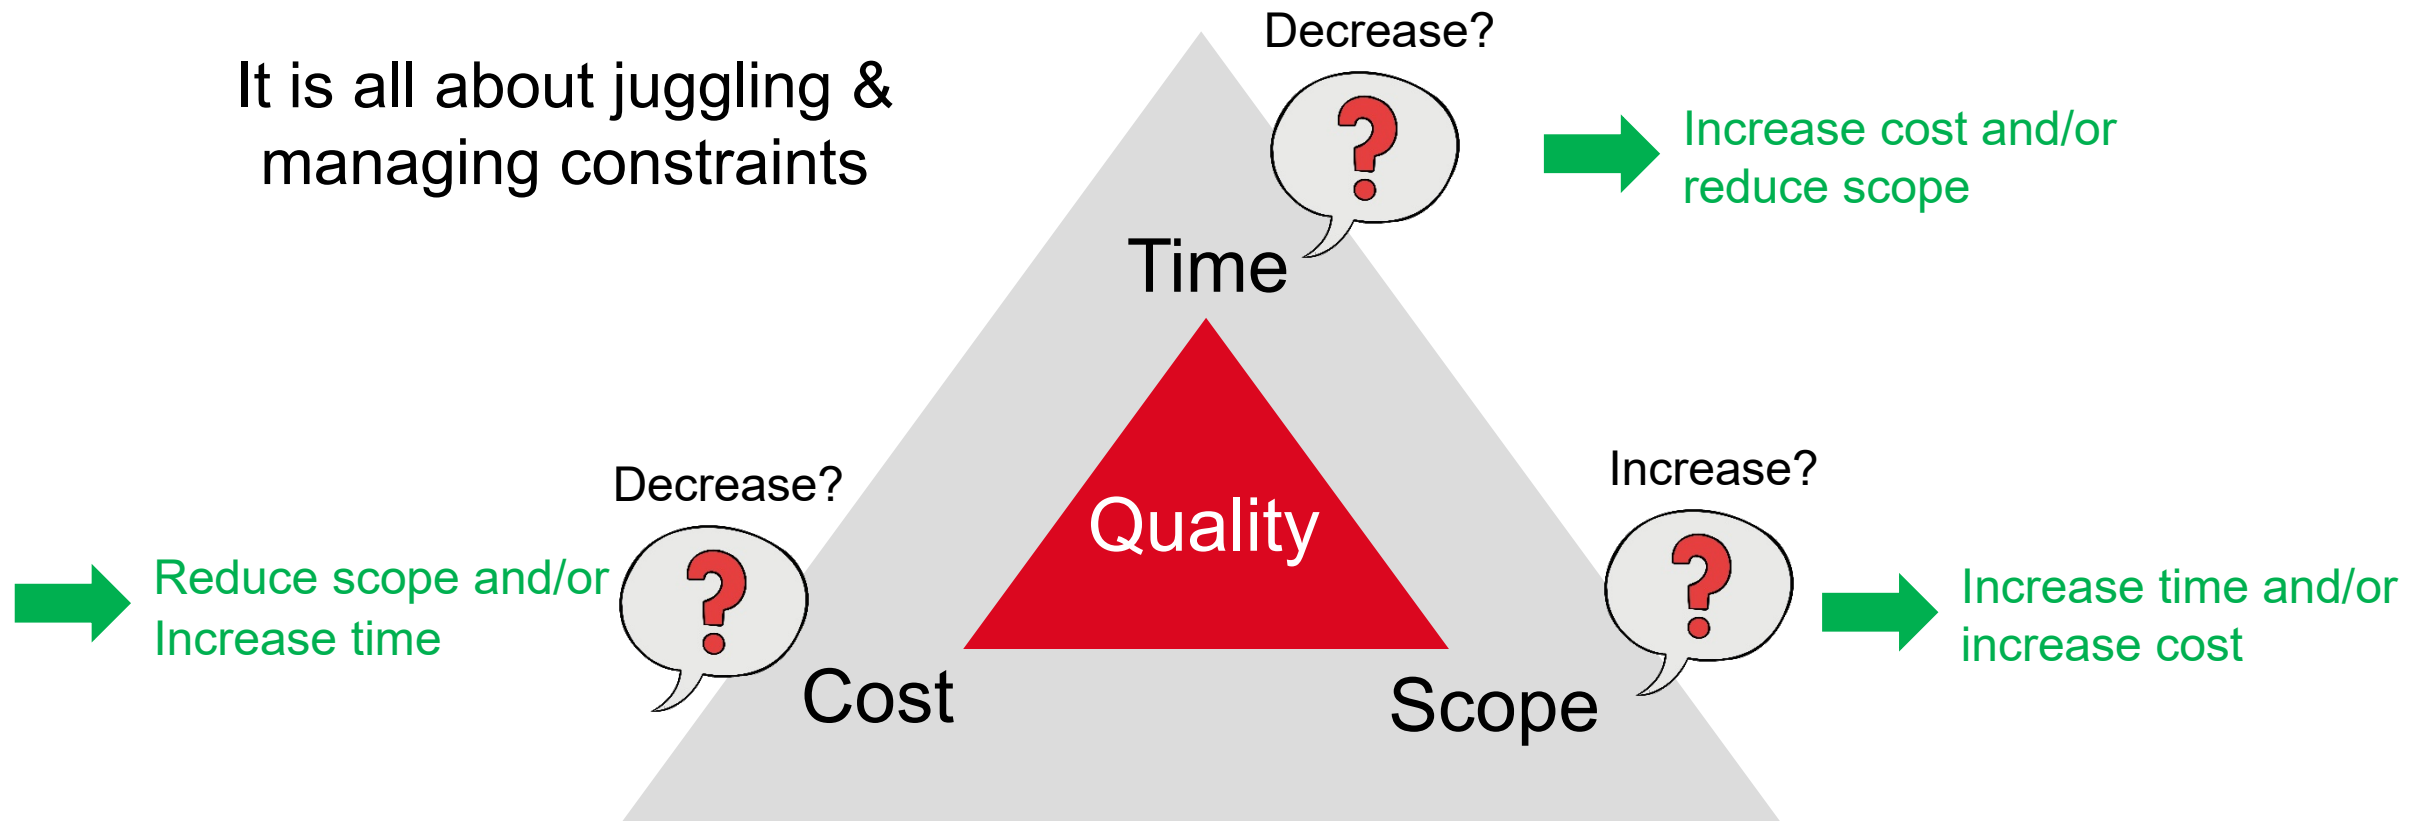 It is all about juggling &
managing constraints
Decrease?
?
Increase cost and/or
reduce scope
Time
Decrease?
?
Reduce scope and/or
Increase time
Quality
Increase?
?
Increase time and/or
increase cost
Cost
Scope